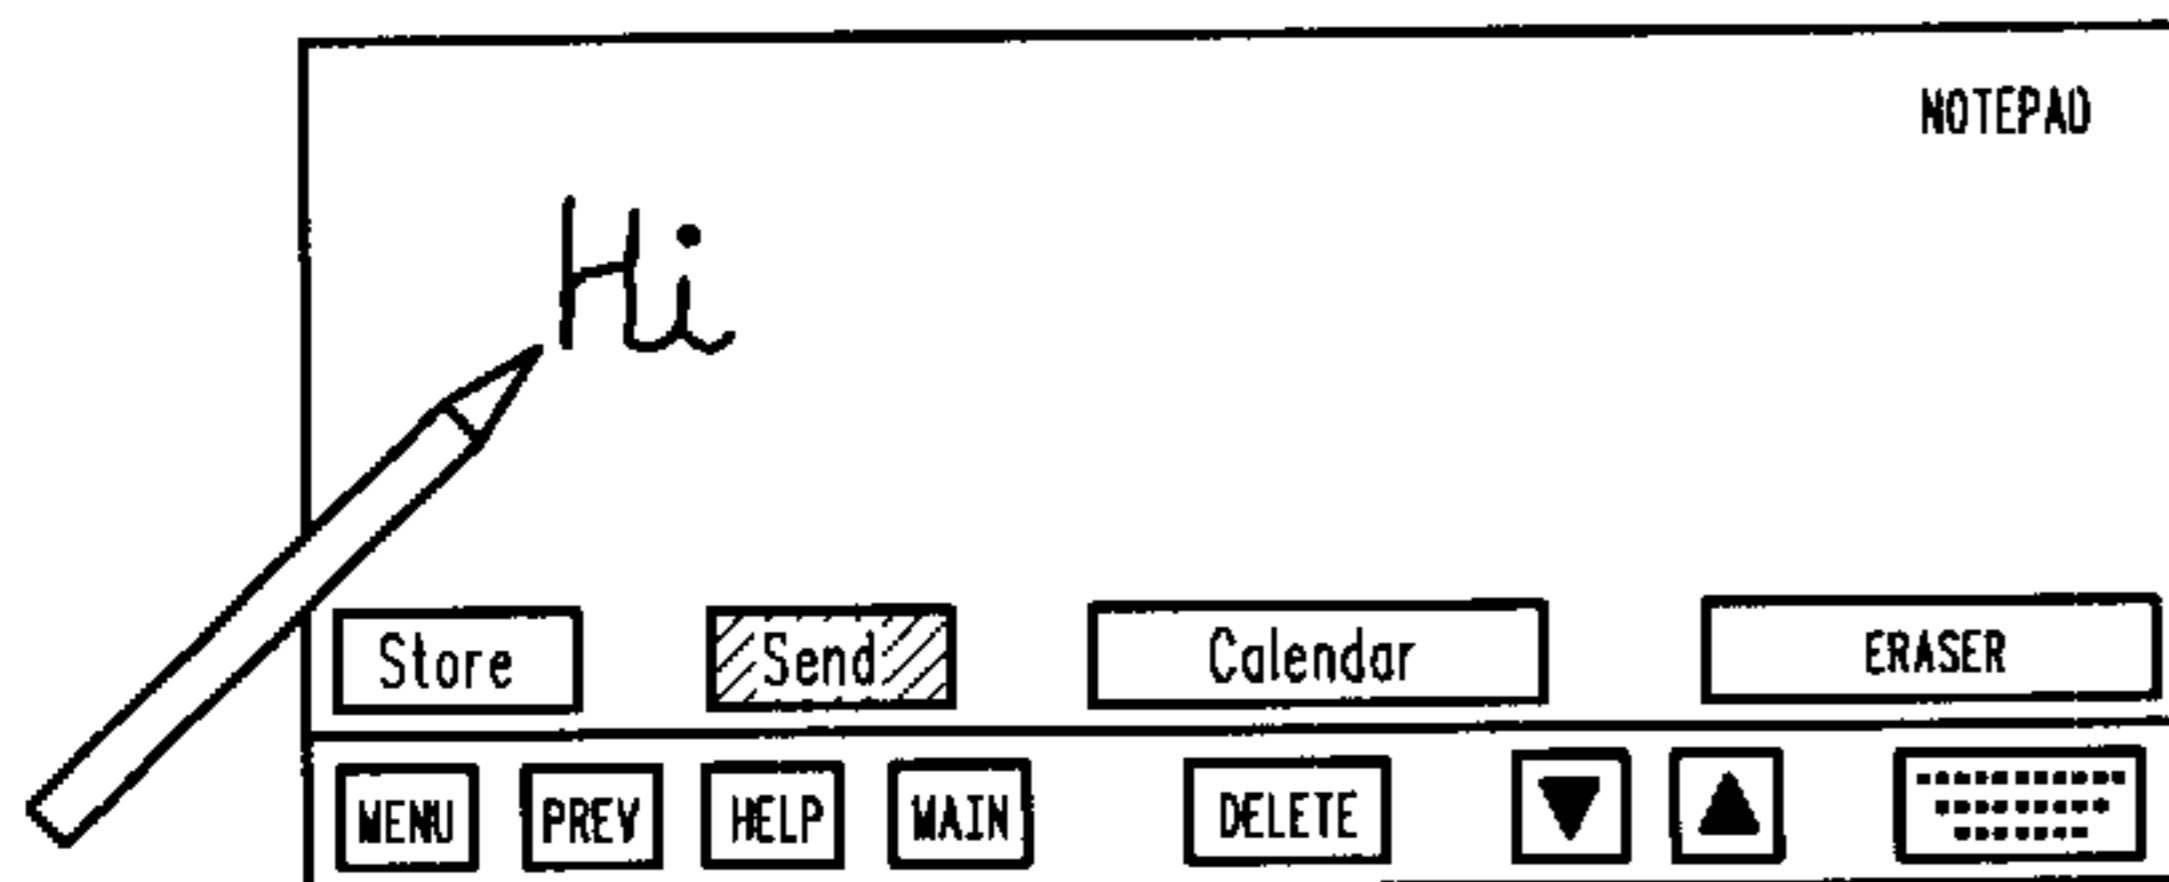 NOTEPAD
Hi
Store Send Calendar ERASER
MENU PREV HELP MAIN DELETE